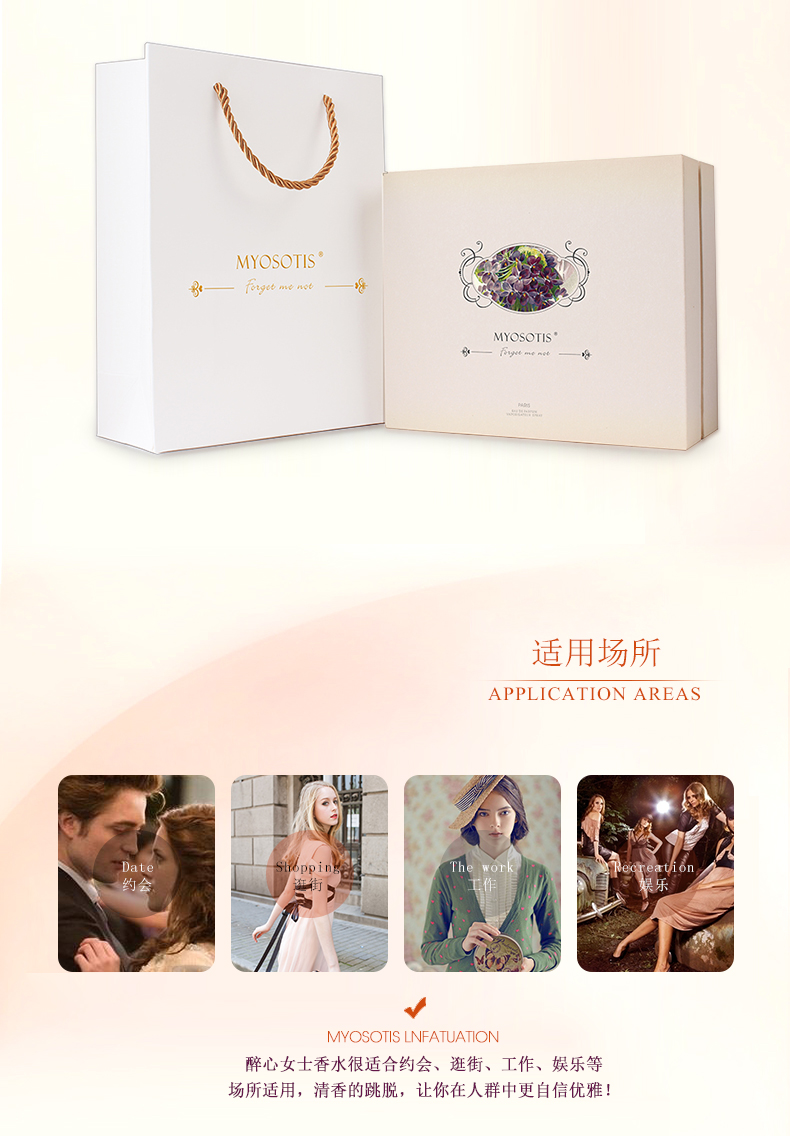 MYOSOTIS®
Forget me not
MYOSOTIS®
Forget me not
PARIS
适用场所
APPLICATION AREAS
Date
约会
Shopping
逛街
The work
工作
Recreation
娱乐
MYOSOTIS LNFATUATION
醉心女士香水很适合约会、逛街、工作、娱乐等
场所适用，清香的跳脱，让你在人群中更自信优雅！